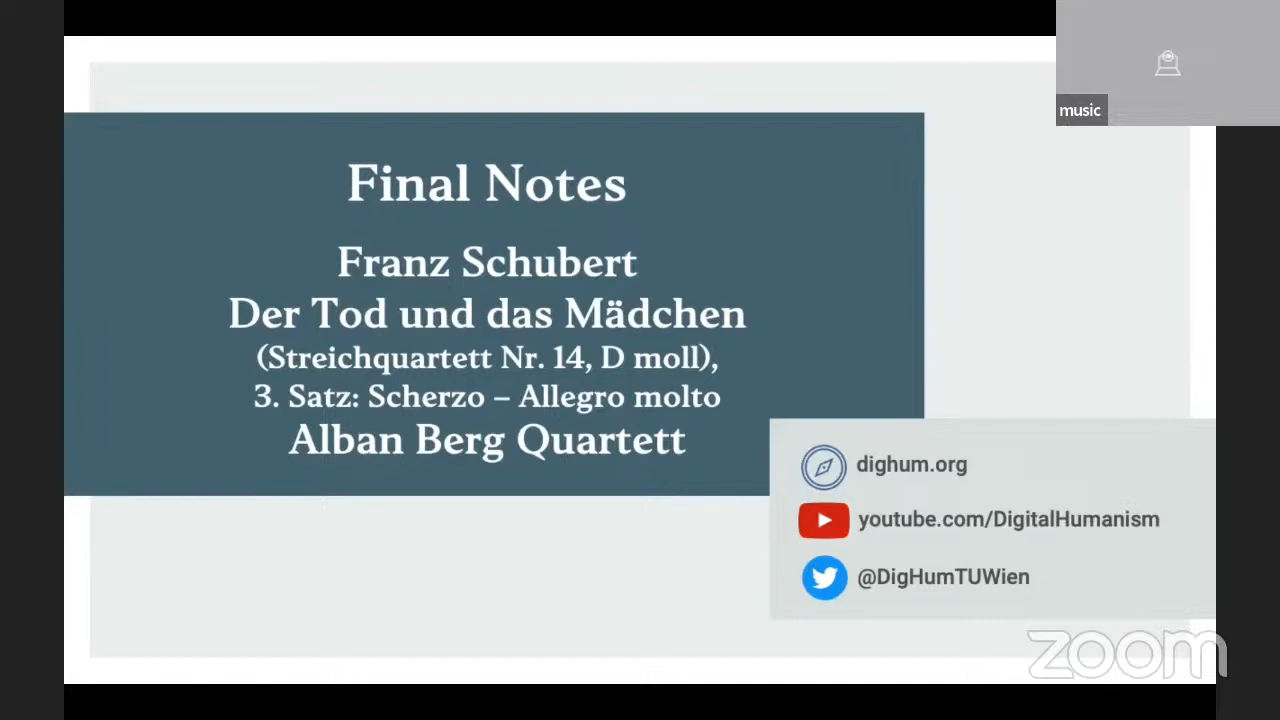 music
Final Notes
Franz Schubert
Der Tod und das Mädchen
(Streichquartett Nr. 14, D moll),
3. Satz: Scherzo – Allegro molto
Alban Berg Quartett
dighum.org
youtube.com/DigitalHumanism
@DigHumTUWien
zoom